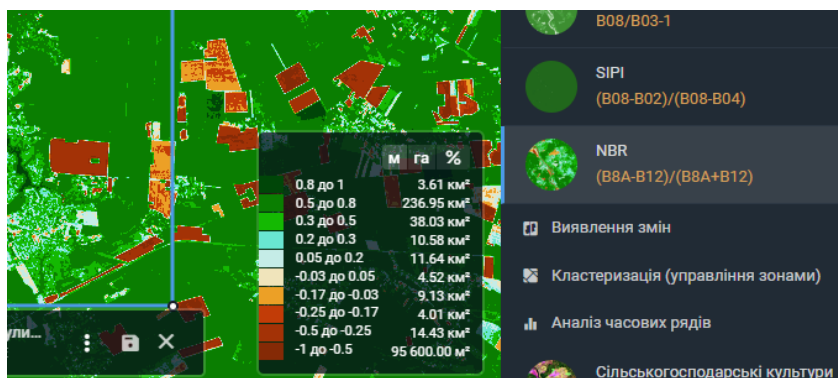 B08/B03-1
SIPI
(B08-B02)/(B08-B04)
NBR
(B8A-B12)/(B8A+B12)
Виявлення змін
Кластеризація (управління зонами)
Аналіз часових рядів
Сільськогосподарські культури
м га %
0.8 до 1 3.61 км²
0.5 до 0.8 236.95 км²
0.3 до 0.5 38.03 км²
0.2 до 0.3 10.58 км²
0.05 до 0.2 11.64 км²
-0.03 до 0.05 4.52 км²
-0.17 до -0.03 9.13 км²
-0.25 до -0.17 4.01 км²
-0.5 до -0.25 14.43 км²
-1 до -0.5 95 600.00 м²